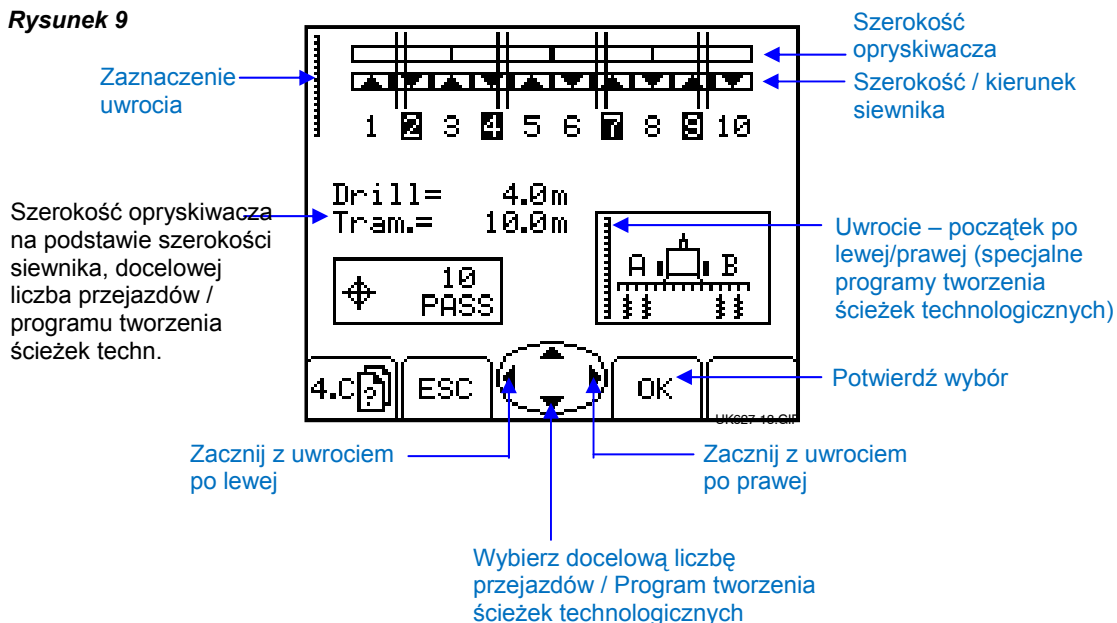 Rysunek 9
Szerokość
opryskiwacza
Zaznaczenie
uwrocia
Szerokość / kierunek
siewnika
1 2 3 4 5 6 7 8 9 10
Drill= 4.0m
Tram.= 10.0m
Szerokość opryskiwacza
na podstawie szerokości
siewnika, docelowej
liczba przejazdów /
programu tworzenia
ścieżek techn.
10
PASS
A B
Uwrocie – początek po
lewej/prawej (specjalne
programy tworzenia
ścieżek technologicznych)
4.C ?
ESC
OK
Potwierdź wybór
Zacznij z uwrociem
po lewej
Zacznij z uwrociem
po prawej
Wybierz docelową liczbę
przejazdów / Program tworzenia
ścieżek technologicznych